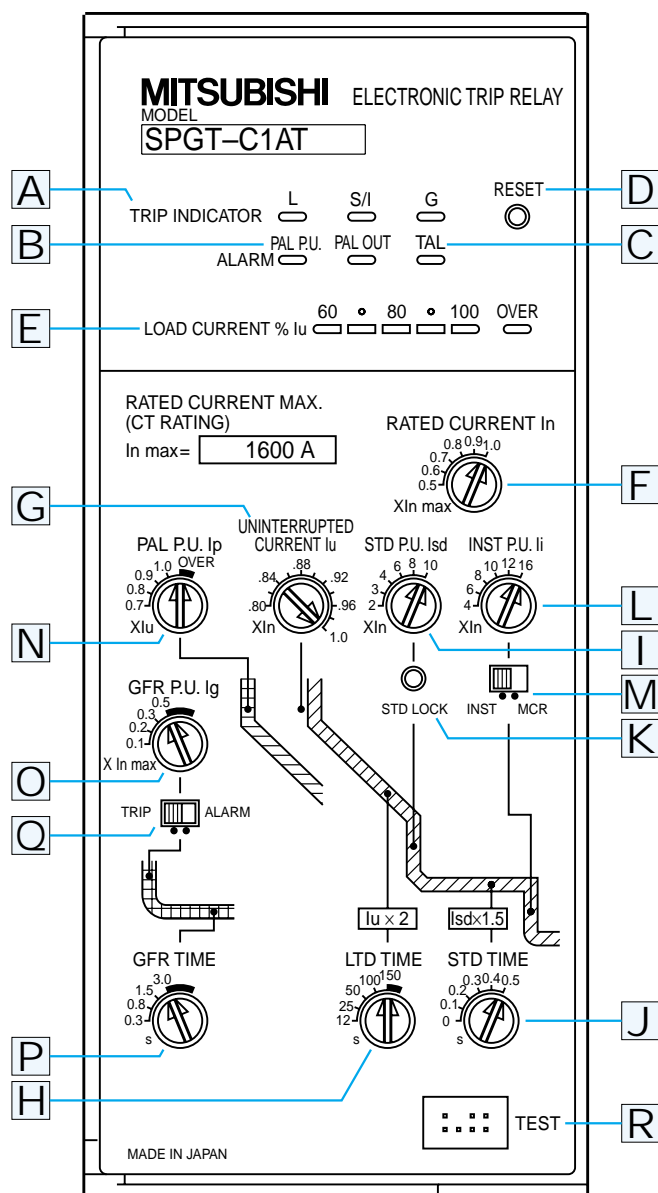 MITSUBISHI ELECTRONIC TRIP RELAY
MODEL
SPGT–C1AT
A
TRIP INDICATOR L S/I G RESET D
B
ALARM PAL P.U. PAL OUT TAL C
E LOAD CURRENT % Iu 60 80 100 OVER
RATED CURRENT MAX.
(CT RATING)
In max= 1600 A
RATED CURRENT In
0.5 0.6 0.7 0.8 0.9 1.0
XIn max
F
G
PAL P.U. Ip
0.7 0.8 0.9 1.0 OVER
XIu
N
UNINTERRUPTED
CURRENT Iu
.80 .84 .88 .92 .96 1.0
XIn
STD P.U. Isd
2 3 4 6 8 10
XIn
I
INST P.U. Ii
4 6 8 10 12 16
XIn
L
STD LOCK
K
INST MCR
M
GFR P.U. Ig
0.1 0.2 0.3 0.5
X In max
O
TRIP ALARM
Q
Iu × 2
Isd×1.5
GFR TIME
0.3 0.8 1.5 3.0
s
P
LTD TIME
12 25 50 100 150
s
H
STD TIME
0 0.1 0.2 0.3 0.4 0.5
s
J
TEST
R
MADE IN JAPAN